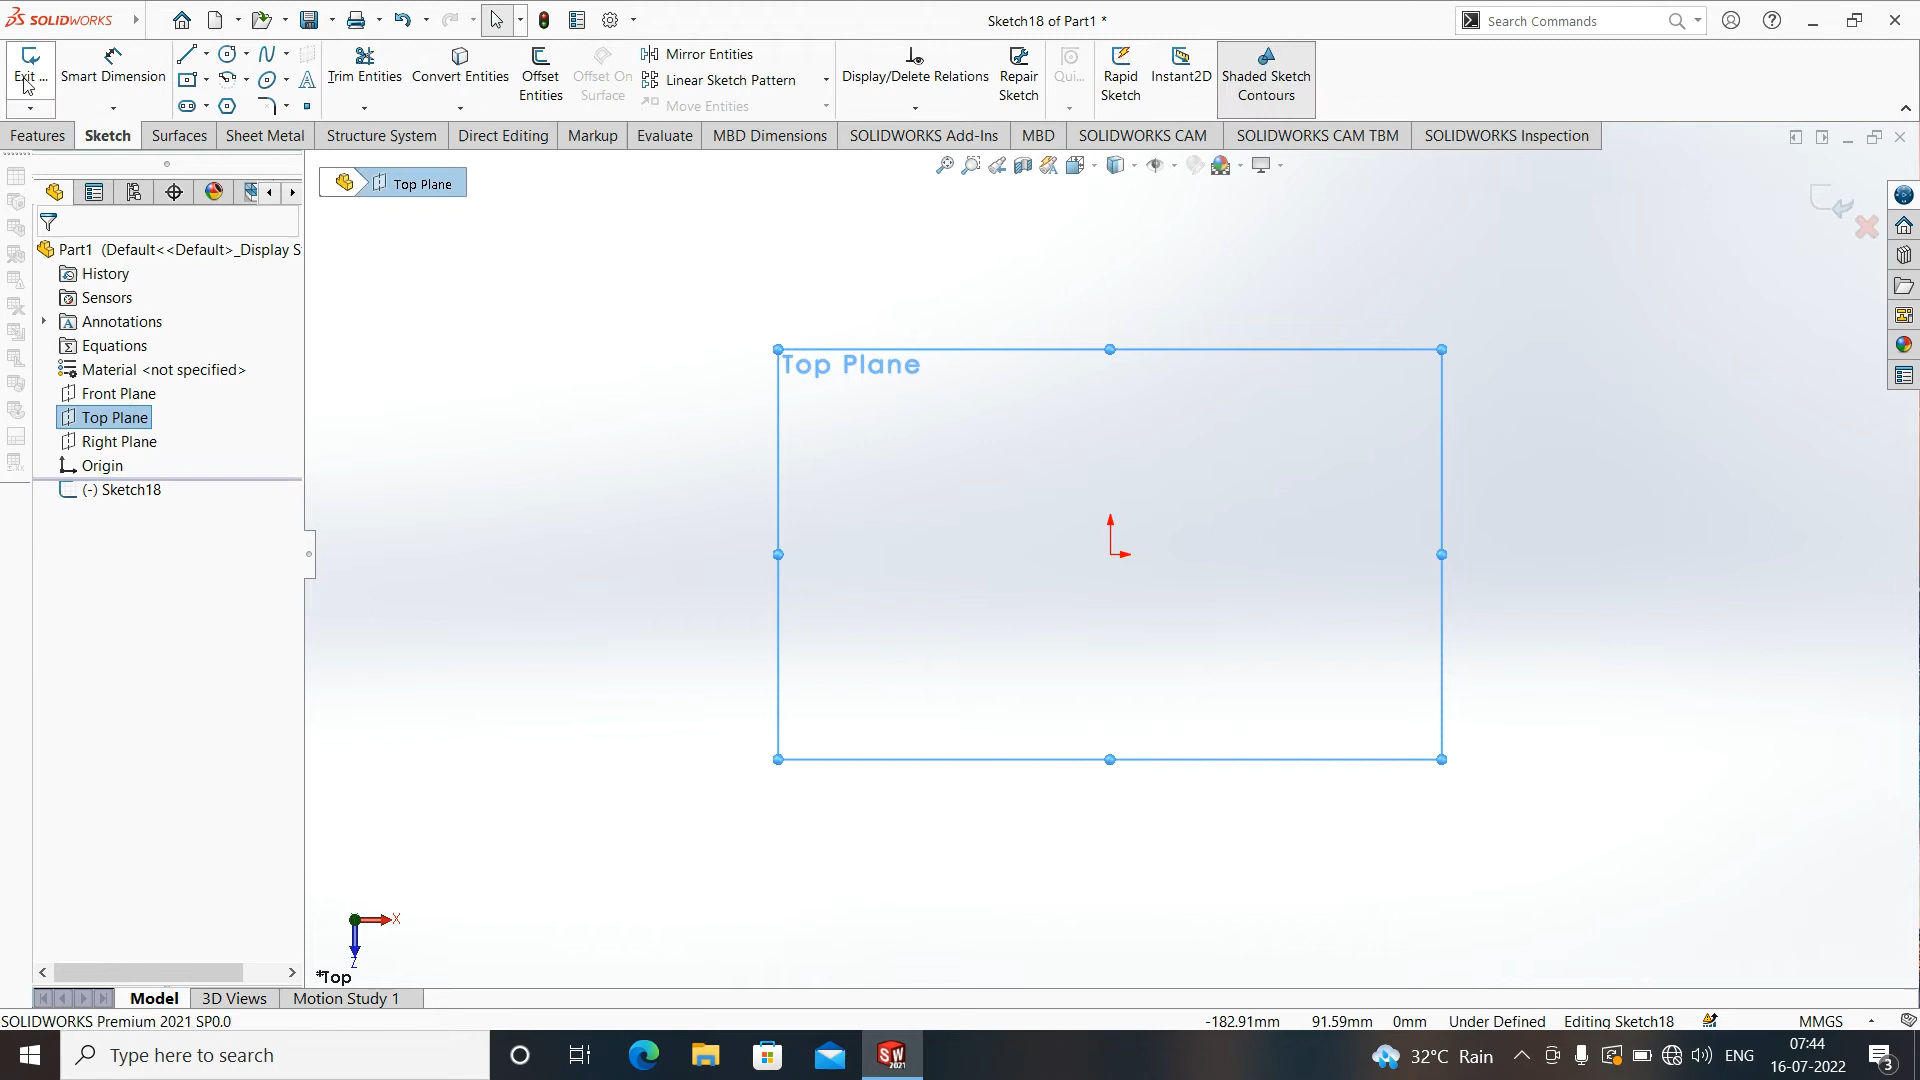 SOLIDWORKS
Sketch18 of Part1 *
Search Commands
Exit ...
Smart Dimension
Trim Entities
Convert Entities
Offset Entities
Offset On Surface
Mirror Entities
Linear Sketch Pattern
Move Entities
Display/Delete Relations
Repair Sketch
Qui...
Rapid Sketch
Instant2D
Shaded Sketch Contours
Features
Sketch
Surfaces
Sheet Metal
Structure System
Direct Editing
Markup
Evaluate
MBD Dimensions
SOLIDWORKS Add-Ins
MBD
SOLIDWORKS CAM
SOLIDWORKS CAM TBM
SOLIDWORKS Inspection
Top Plane
Part1 (Default<<Default>_Display S
History
Sensors
Annotations
Equations
Material <not specified>
Front Plane
Top Plane
Right Plane
Origin
(-) Sketch18
Top Plane
X
Z
*Top
Model
3D Views
Motion Study 1
SOLIDWORKS Premium 2021 SP0.0
-182.91mm
91.59mm
0mm
Under Defined
Editing Sketch18
MMGS
Type here to search
SW
2021
32°C Rain
ENG
07:44
16-07-2022
3